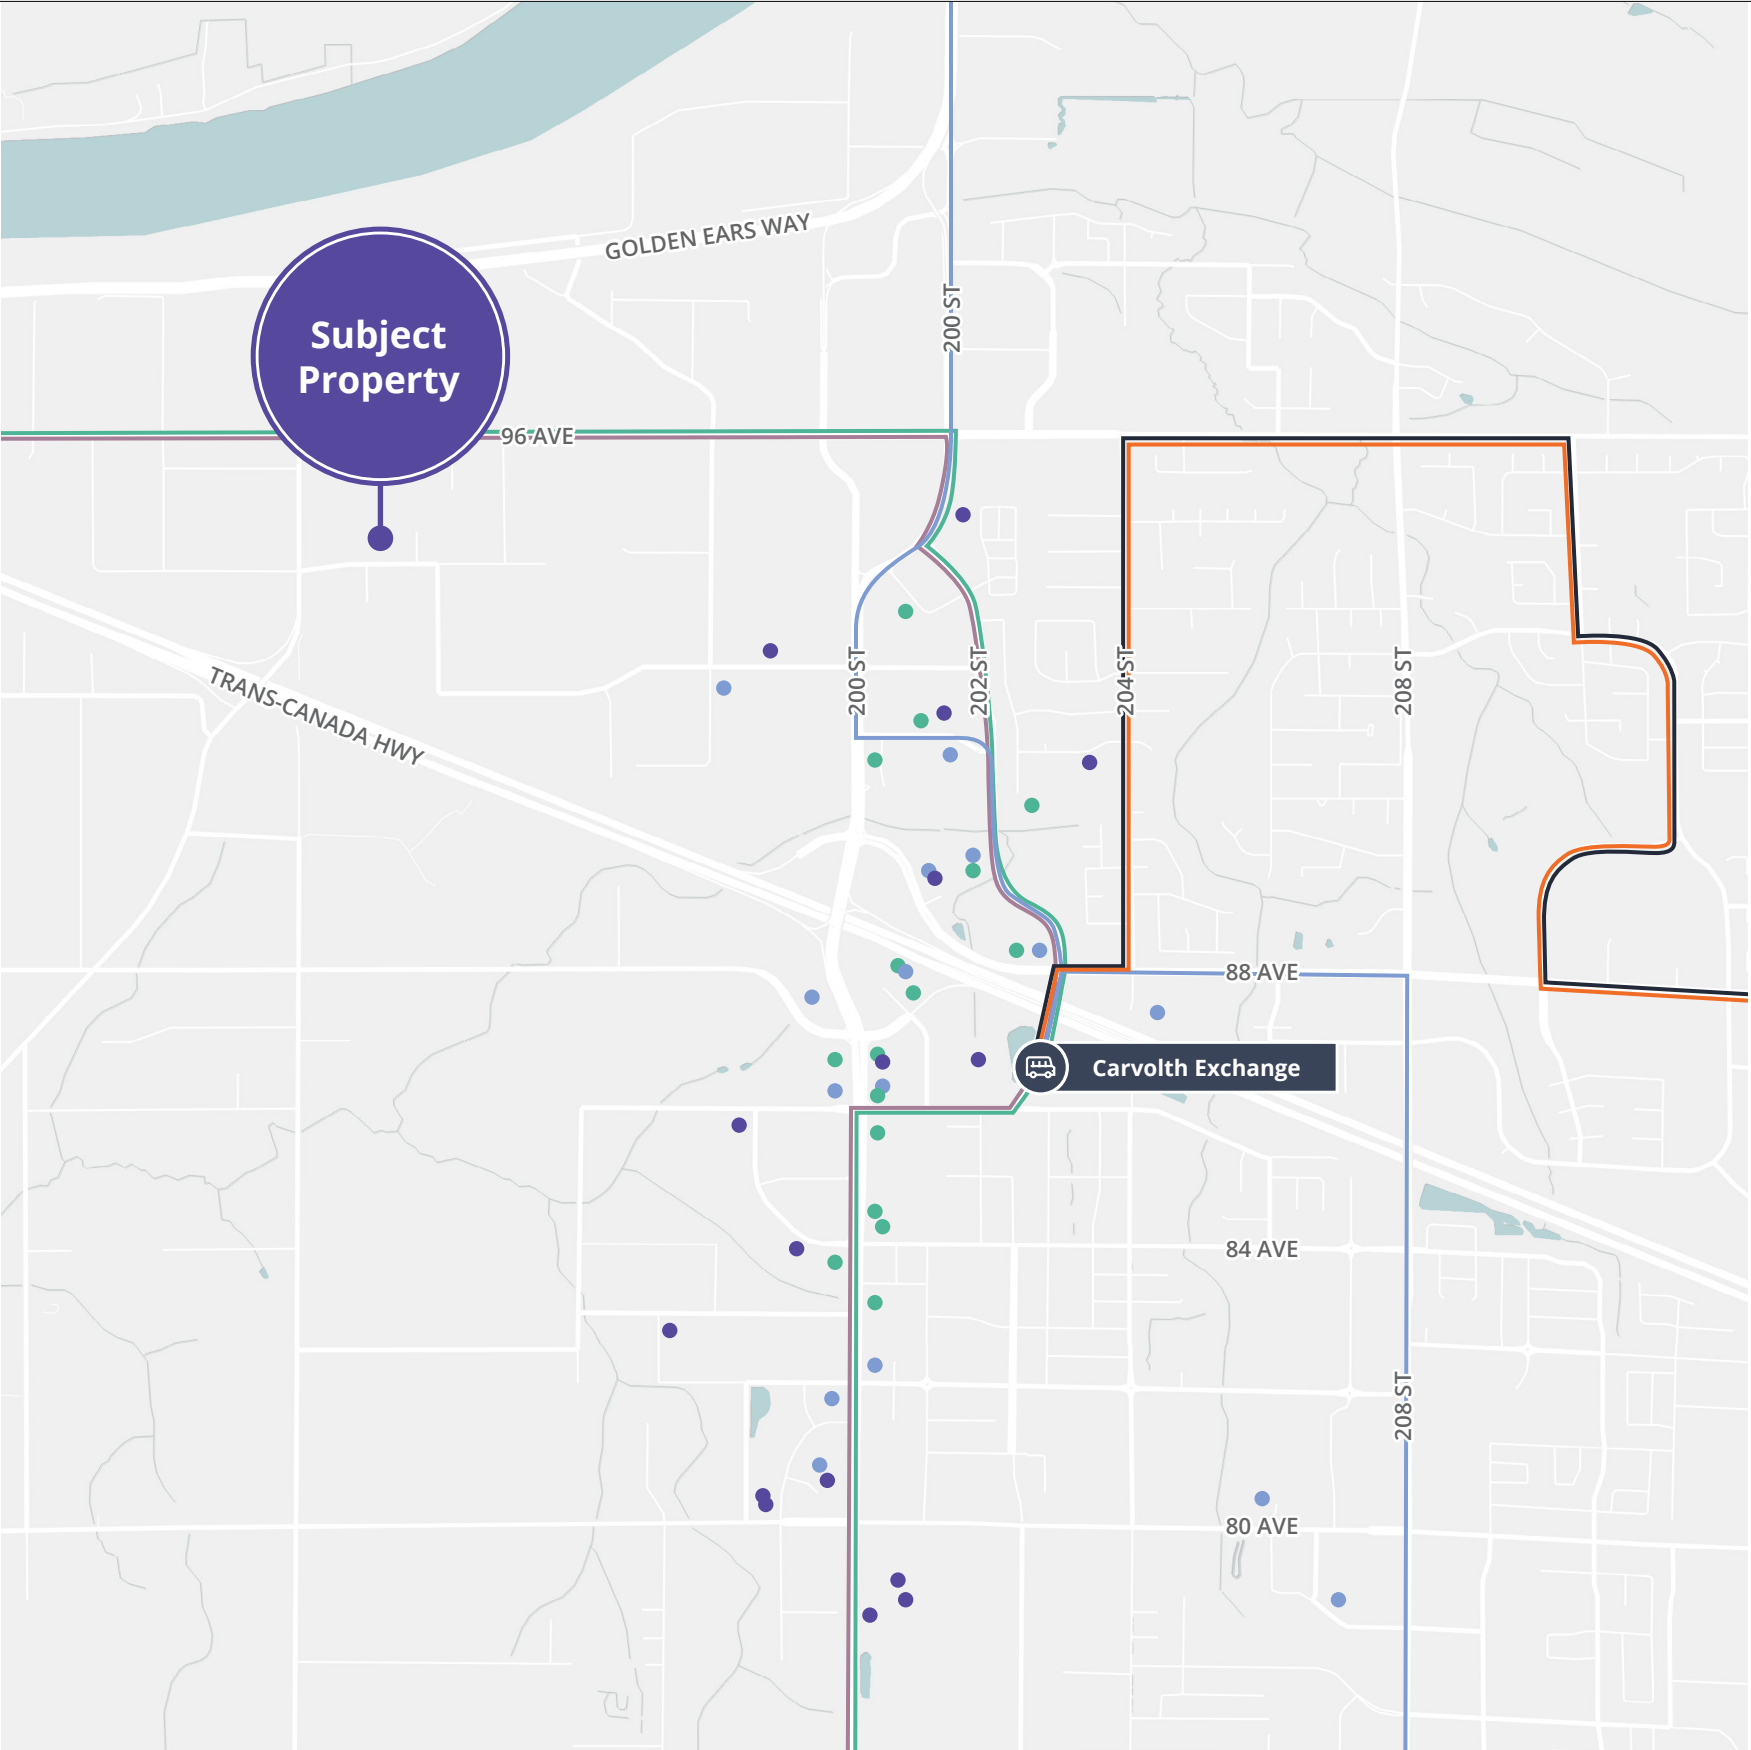 GOLDEN EARS WAY
200 ST
Subject
Property
96 AVE
TRANS-CANADA HWY
200 ST
202 ST
204 ST
208 ST
88 AVE
Carvolth Exchange
84 AVE
208 ST
80 AVE